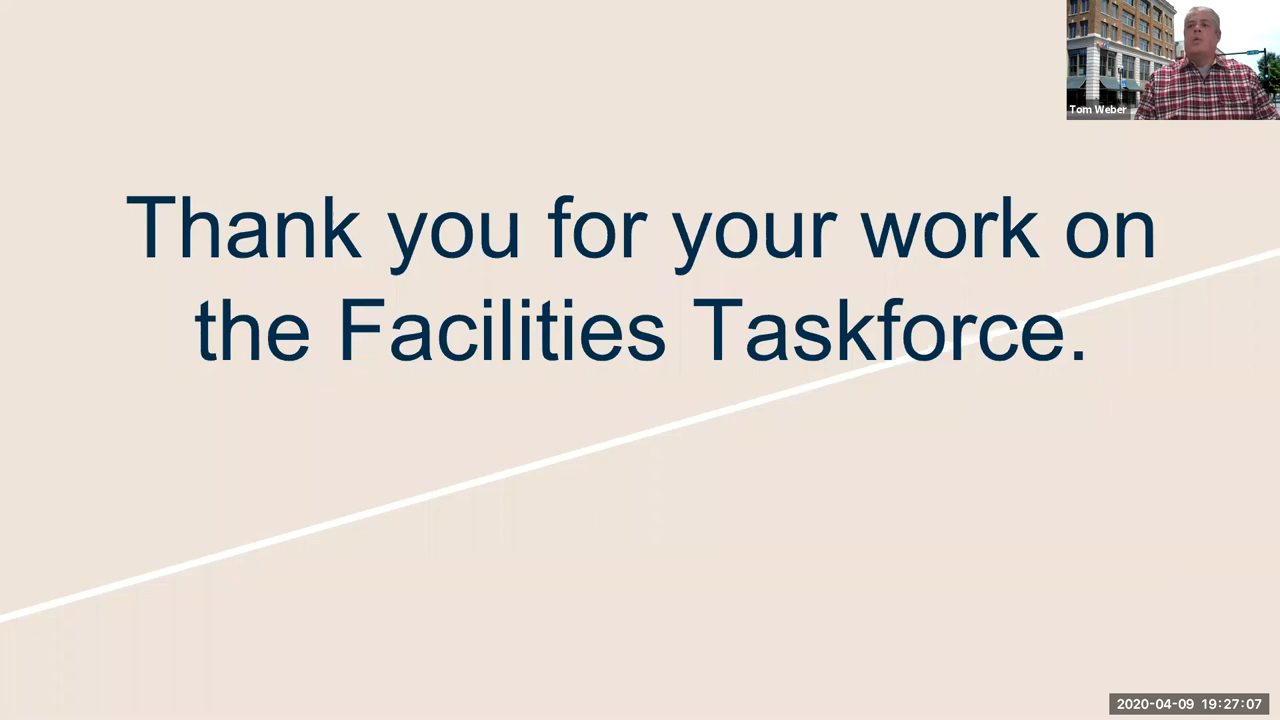 Tom Weber
Thank you for your work on
the Facilities Taskforce.
2020-04-09 19:27:07